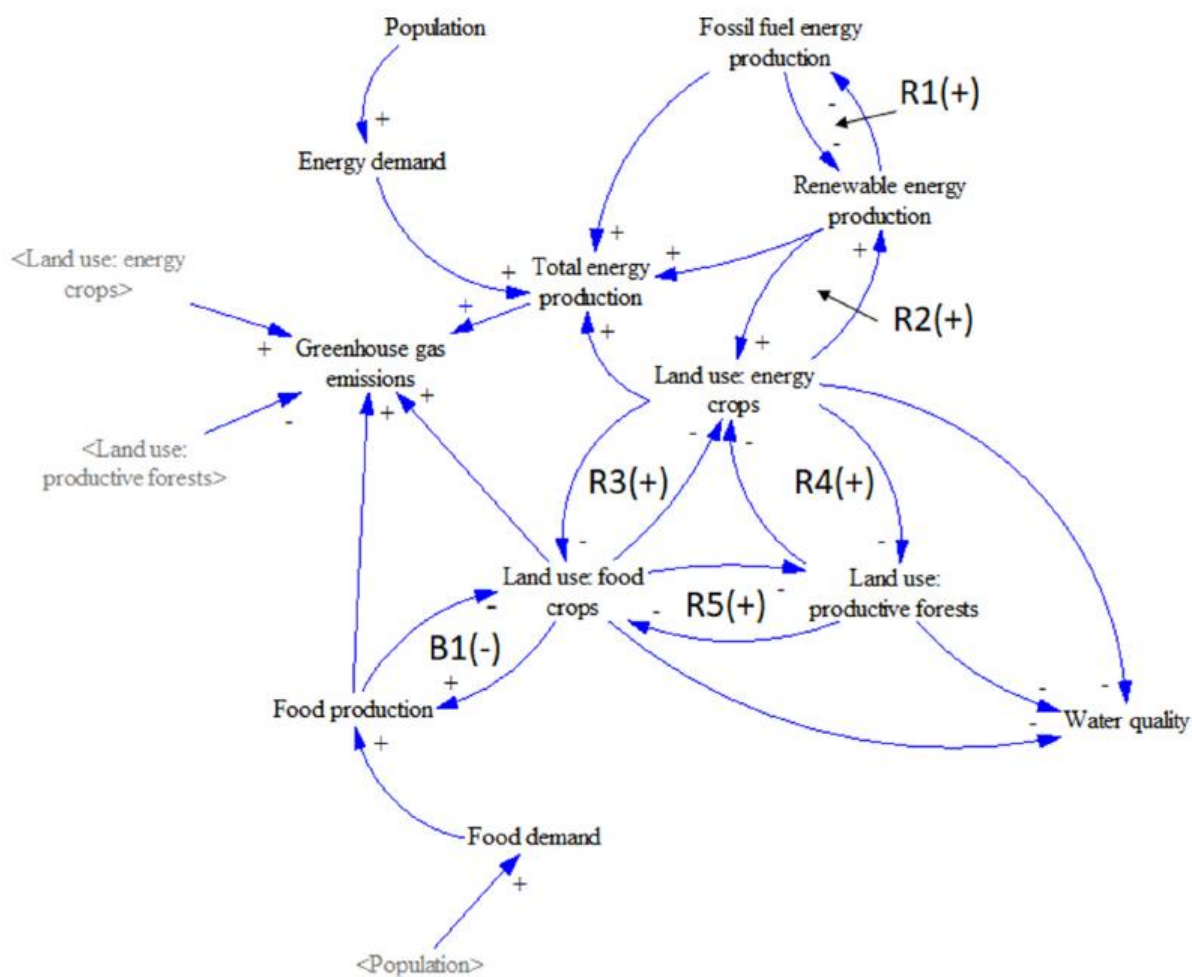 Population
Fossil fuel energy
production
R1(+)
-
+
-
Energy demand
Renewable energy
production
<Land use: energy
crops>
+
+
+
+
Total energy
production
R2(+)
+
+
+
+
Greenhouse gas
emissions
Land use: energy
crops
+
+
-
<Land use:
productive forests>
-
-
R3(+)
R4(+)
-
-
Land use: food
crops
Land use:
productive forests
-
-
-
R5(+)
B1(-)
+
Food production
-
-
Water quality
-
+
Food demand
+
<Population>